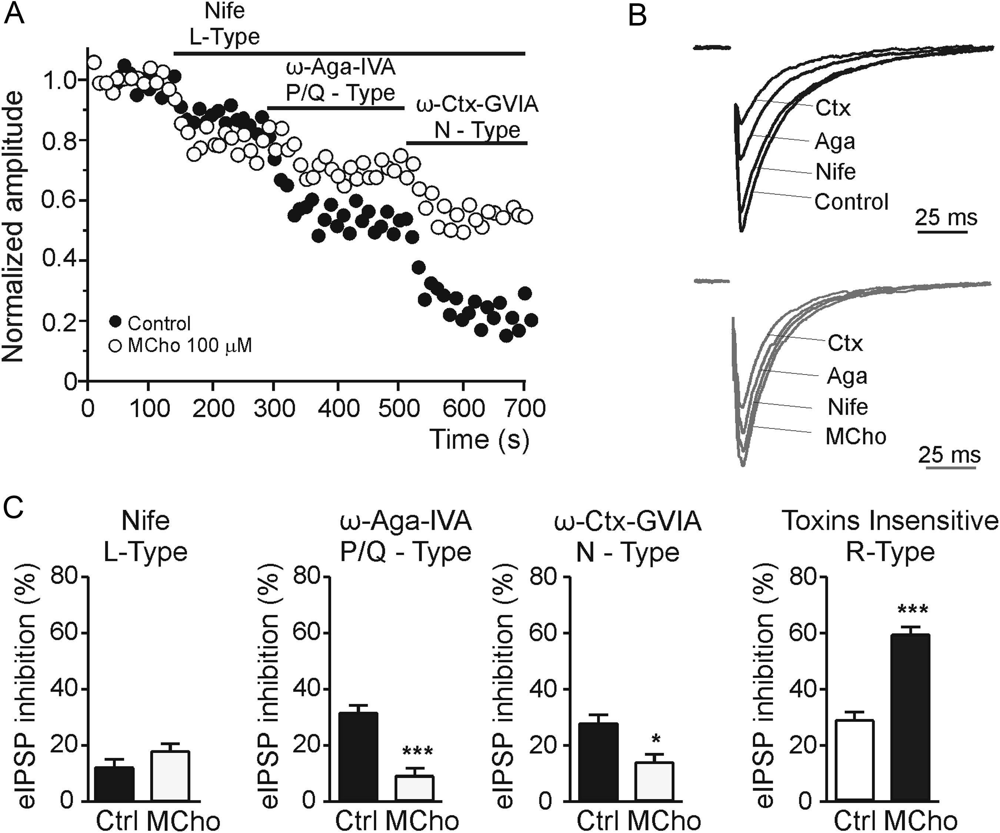 A
Nife
L-Type
ω-Aga-IVA
P/Q - Type
ω-Ctx-GVIA
N - Type
1.0
0.8
0.6
0.4
0.2
0
Normalized amplitude
Control
MCho 100 μM
0 100 200 300 400 500 600 700
Time (s)
B
Ctx
Aga
Nife
Control
25 ms
Ctx
Aga
Nife
MCho
25 ms
C
Nife
L-Type
eIPSP inhibition (%)
80
60
40
20
0
Ctrl MCho
ω-Aga-IVA
P/Q - Type
eIPSP inhibition (%)
80
60
40
20
0
***
Ctrl MCho
ω-Ctx-GVIA
N - Type
eIPSP inhibition (%)
80
60
40
20
0
*
Ctrl MCho
Toxins Insensitive
R-Type
eIPSP inhibition (%)
80
60
40
20
0
***
Ctrl MCho